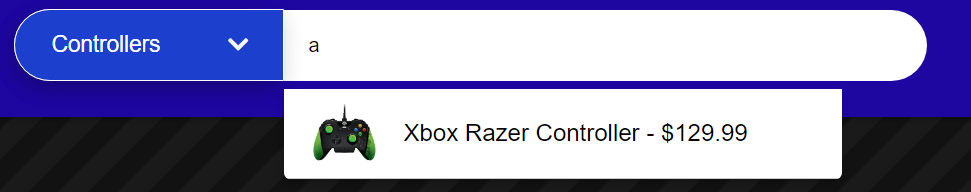 Controllers
a
Xbox Razer Controller - $129.99